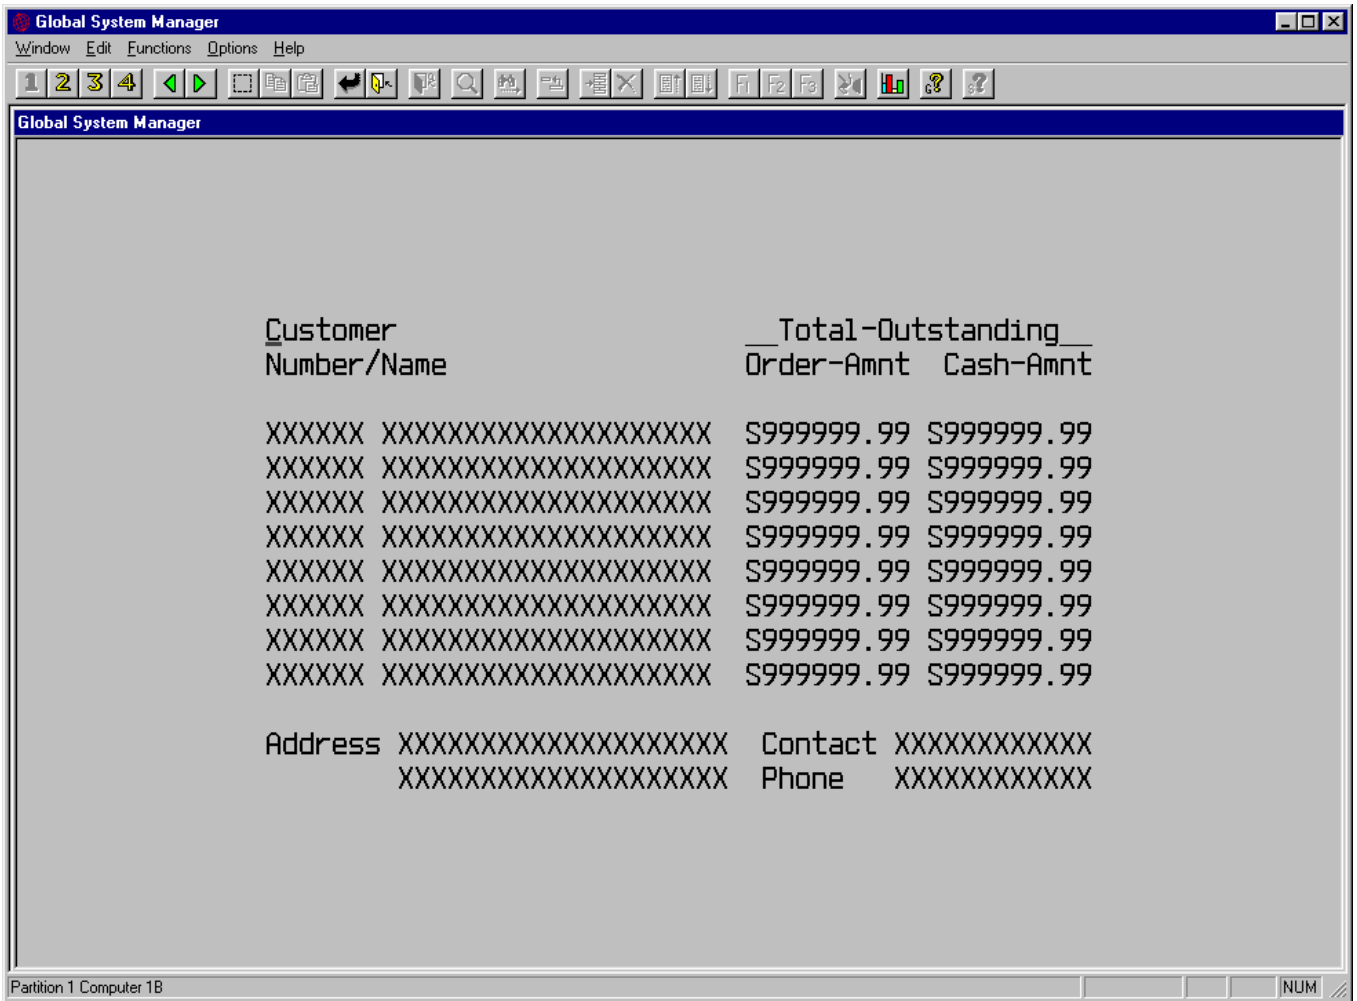 Global System Manager
Window Edit Functions Options Help
1 2 3 4 F1 F2 F3 G? S?
Global System Manager
Customer __Total-Outstanding__
Number/Name Order-Amnt Cash-Amnt
XXXXXX XXXXXXXXXXXXXXXXXXXX S999999.99 S999999.99
XXXXXX XXXXXXXXXXXXXXXXXXXX S999999.99 S999999.99
XXXXXX XXXXXXXXXXXXXXXXXXXX S999999.99 S999999.99
XXXXXX XXXXXXXXXXXXXXXXXXXX S999999.99 S999999.99
XXXXXX XXXXXXXXXXXXXXXXXXXX S999999.99 S999999.99
XXXXXX XXXXXXXXXXXXXXXXXXXX S999999.99 S999999.99
XXXXXX XXXXXXXXXXXXXXXXXXXX S999999.99 S999999.99
XXXXXX XXXXXXXXXXXXXXXXXXXX S999999.99 S999999.99
Address XXXXXXXXXXXXXXXXXXXX Contact XXXXXXXXXXXX
XXXXXXXXXXXXXXXXXXXX Phone XXXXXXXXXXXX
Partition 1 Computer 1B NUM